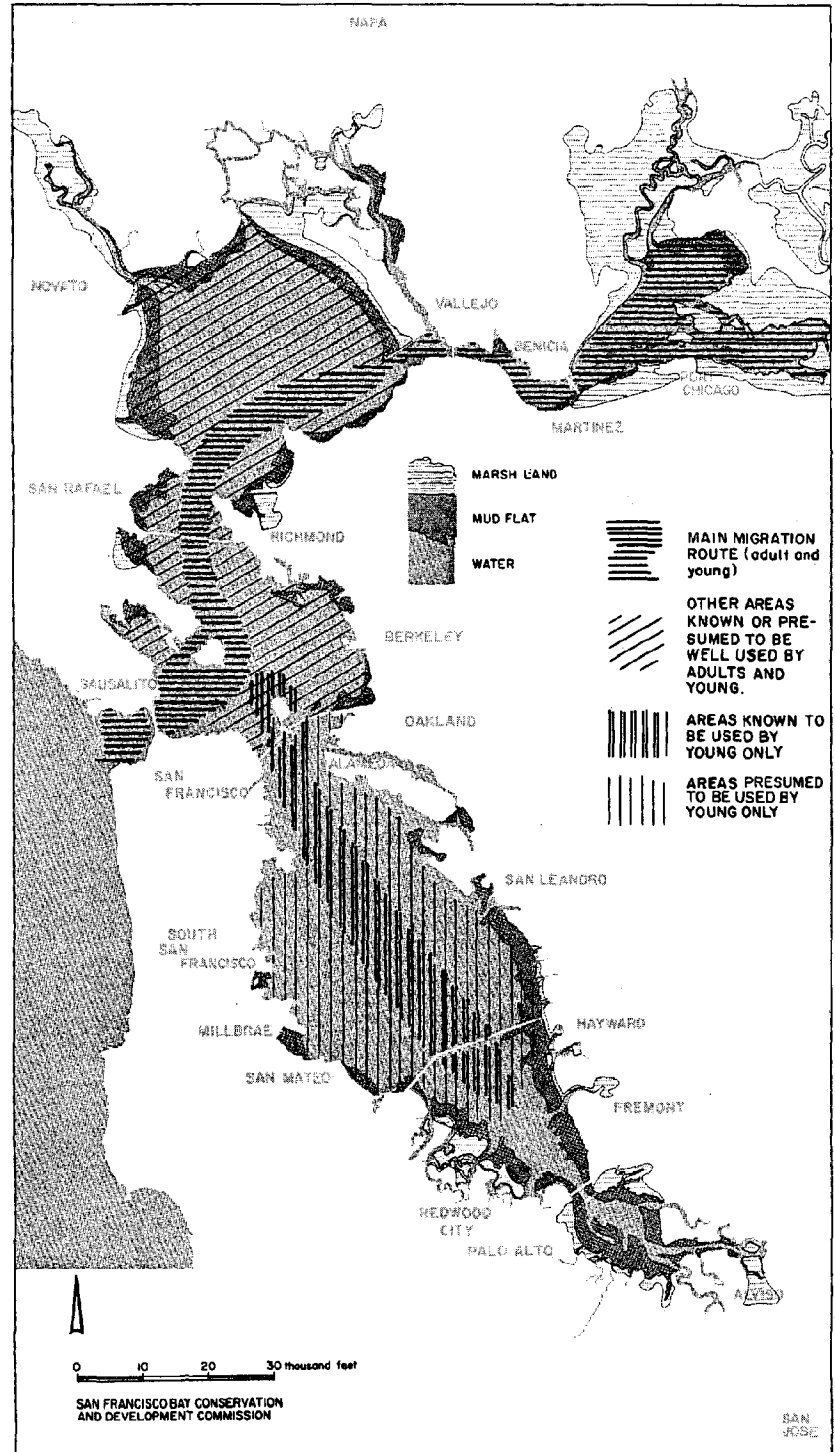 NAPA
NOVATO
VALLEJO
BENICIA
PORT
CHICAGO
MARTINEZ
SAN RAFAEL
RICHMOND
MARSH LAND
MUD FLAT
WATER
MAIN MIGRATION
ROUTE (adult and
young)
OTHER AREAS
KNOWN OR PRE-
SUMED TO BE
WELL USED BY
ADULTS AND
YOUNG.
AREAS KNOWN TO
BE USED BY
YOUNG ONLY
AREAS PRESUMED
TO BE USED BY
YOUNG ONLY
BERKELEY
SAUSALITO
OAKLAND
ALAMEDA
SAN
FRANCISCO
SAN LEANDRO
SOUTH
SAN
FRANCISCO
MILLBRAE
HAYWARD
SAN MATEO
FREMONT
REDWOOD
CITY
PALO ALTO
ALVISO
0 10 20 30 thousand feet
SAN FRANCISCO BAY CONSERVATION
AND DEVELOPMENT COMMISSION
SAN
JOSE